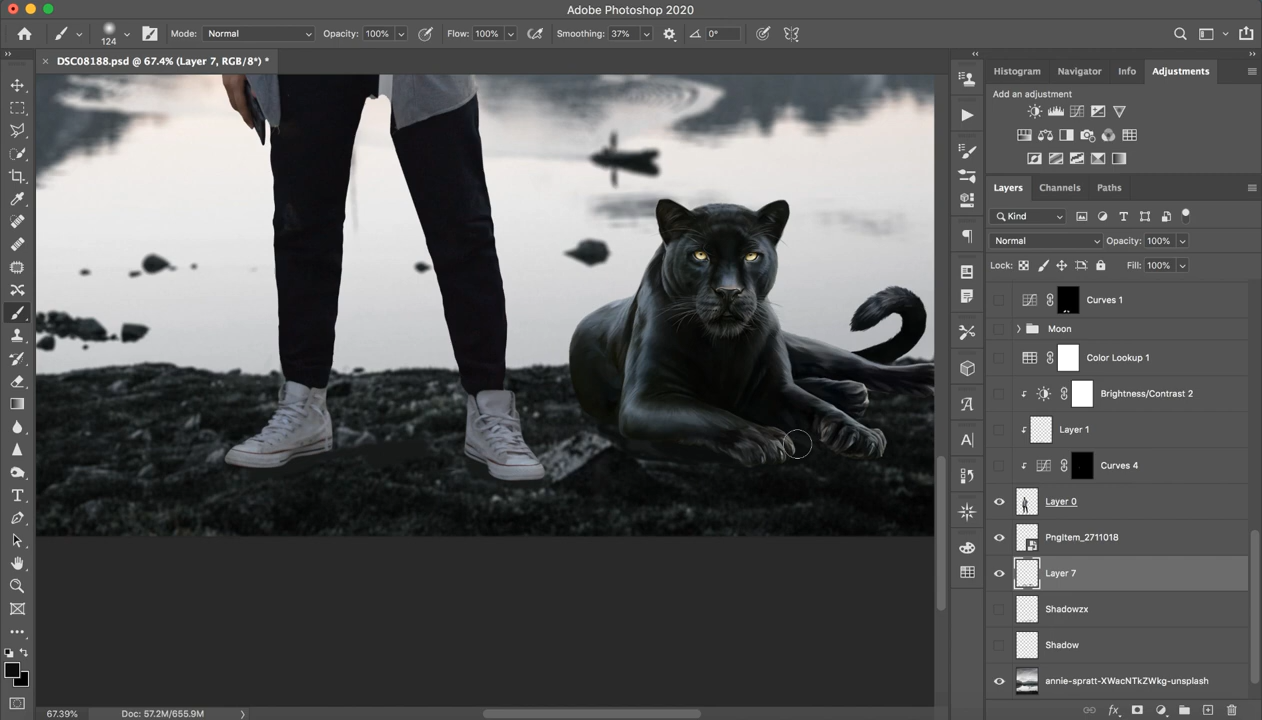 Adobe Photoshop 2020
124 Mode: Normal Opacity: 100% Flow: 100% Smoothing: 37% 0°
DSC08188.psd @ 67.4% (Layer 7, RGB/8*) *
Histogram Navigator Info Adjustments
Add an adjustment
Layers Channels Paths
Kind
Normal Opacity: 100%
Lock: Fill: 100%
Curves 1
Moon
Color Lookup 1
Brightness/Contrast 2
Layer 1
Curves 4
Layer 0
PngItem_2711018
Layer 7
Shadowzx
Shadow
annie-spratt-XWacNTkZWkg-unsplash
67.39% Doc: 57.2M/655.9M